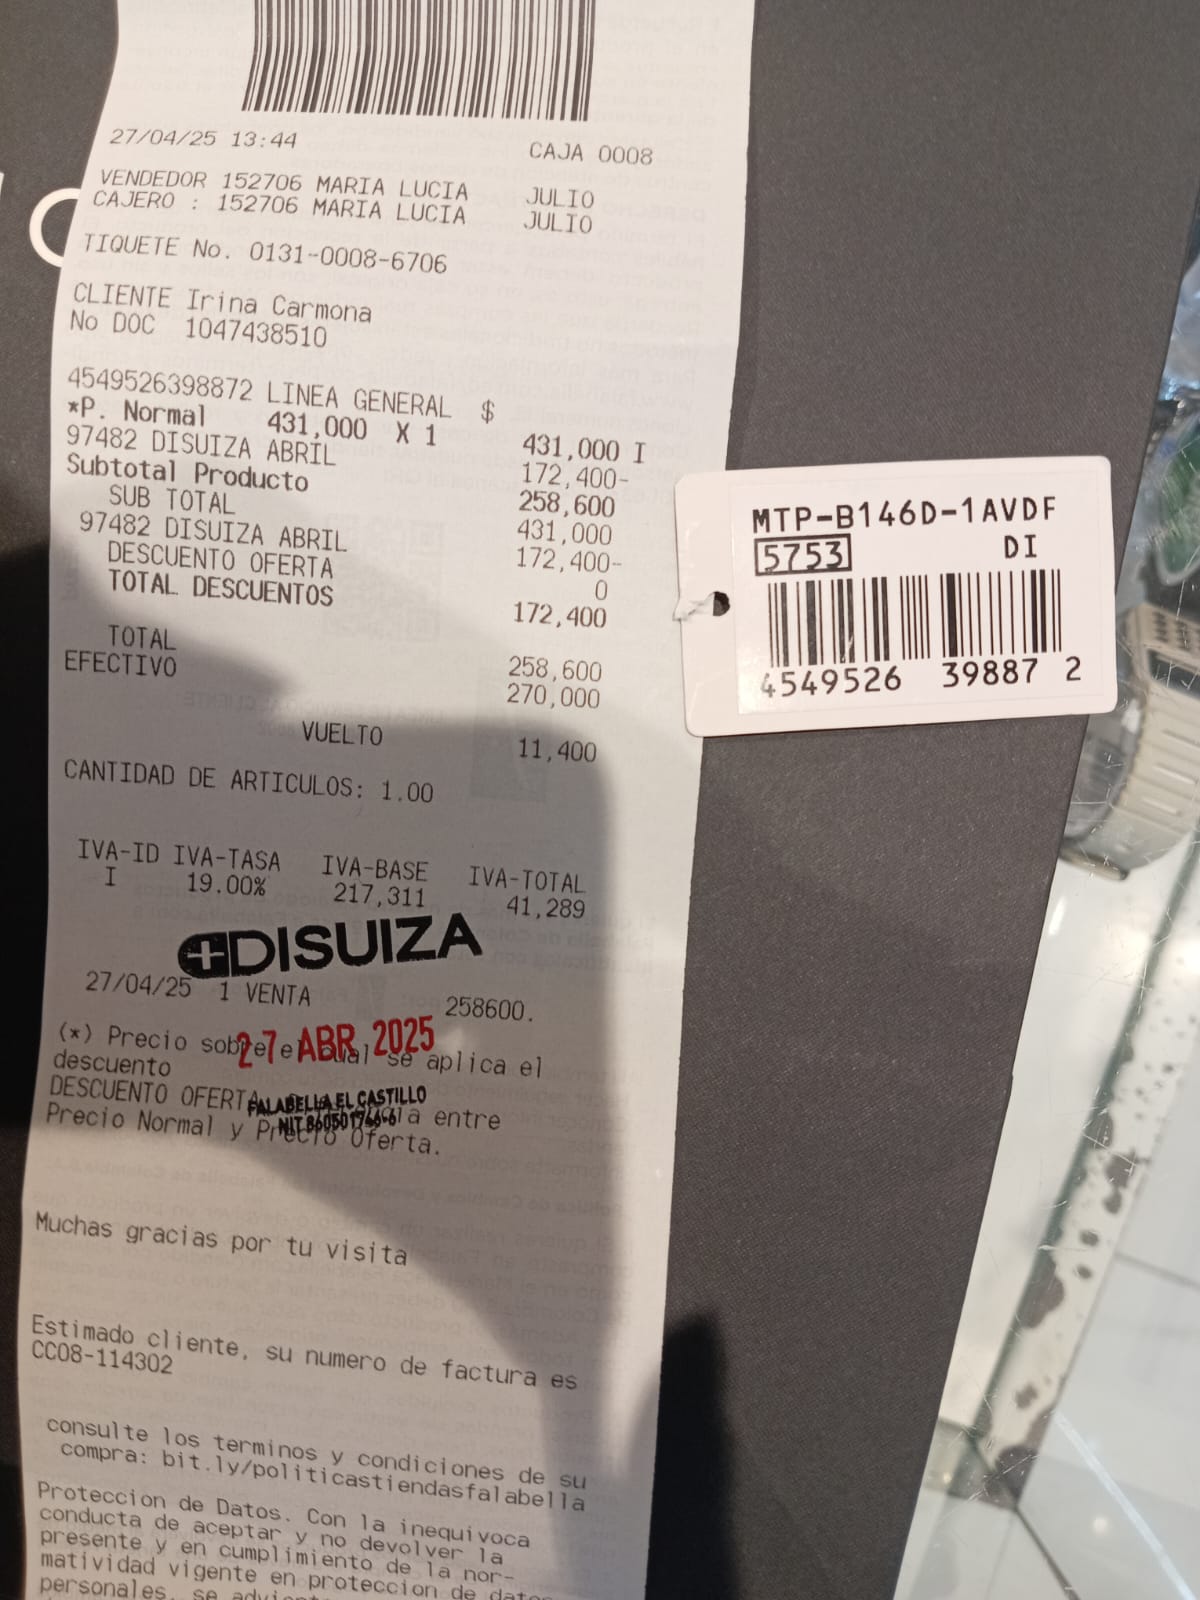 27/04/25 13:44 CAJA 0008
VENDEDOR 152706 MARIA LUCIA JULIO
CAJERO : 152706 MARIA LUCIA JULIO
TIQUETE No. 0131-0008-6706
CLIENTE Irina Carmona
No DOC 1047438510
4549526398872 LINEA GENERAL $
*P. Normal 431,000 X 1 431,000 I
97482 DISUIZA ABRIL 172,400-
Subtotal Producto 258,600
SUB TOTAL 431,000
97482 DISUIZA ABRIL 172,400-
DESCUENTO OFERTA 0
TOTAL DESCUENTOS 172,400
TOTAL 258,600
EFECTIVO 270,000
VUELTO 11,400
CANTIDAD DE ARTICULOS: 1.00
IVA-ID IVA-TASA IVA-BASE IVA-TOTAL
I 19.00% 217,311 41,289
DISUIZA
27/04/25 1 VENTA 258600.
27 ABR 2025
(*) Precio sobre el cual se aplica el
descuento
FALABELLA EL CASTILLO
DESCUENTO OFERTA entre
Precio Normal y Precio Oferta.
Muchas gracias por tu visita
Estimado cliente, su numero de factura es
CC08-114302
consulte los terminos y condiciones de su
compra: bit.ly/politicastiendasfalabella
Proteccion de Datos. Con la inequivoca
conducta de aceptar y no devolver la
presente y en cumplimiento de la nor-
matividad vigente en proteccion de datos
personales, se
MTP-B146D-1AVDF
5753 DI
4549526 39887 2